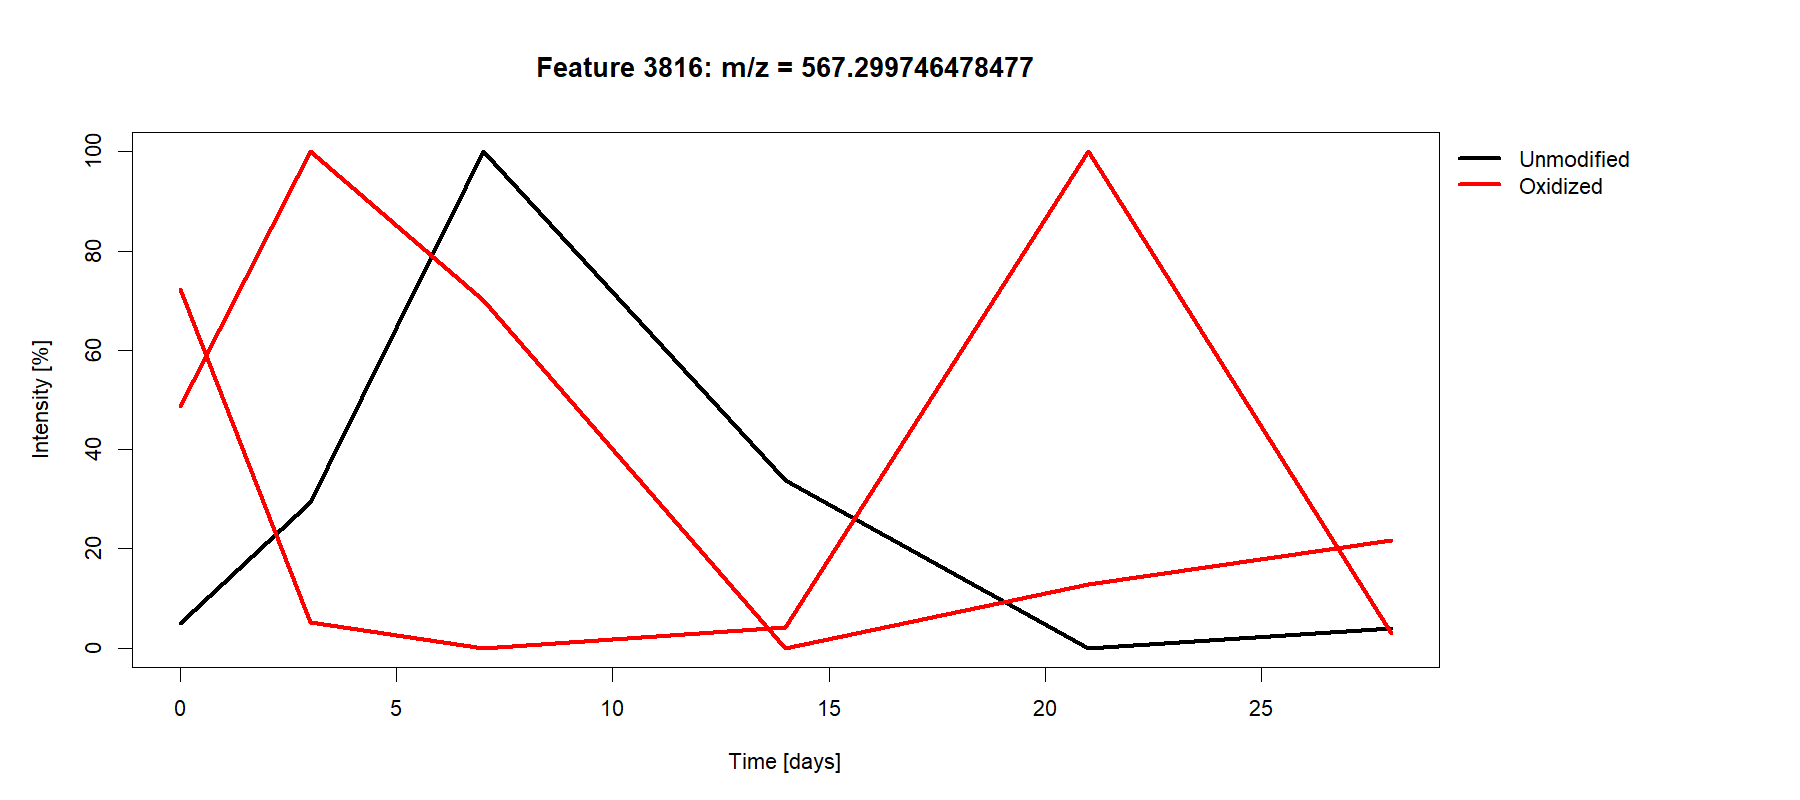 Feature 3816: m/z = 567.299746478477
Unmodified
Oxidized
100
80
60
40
20
0
Intensity [%]
0 5 10 15 20 25
Time [days]